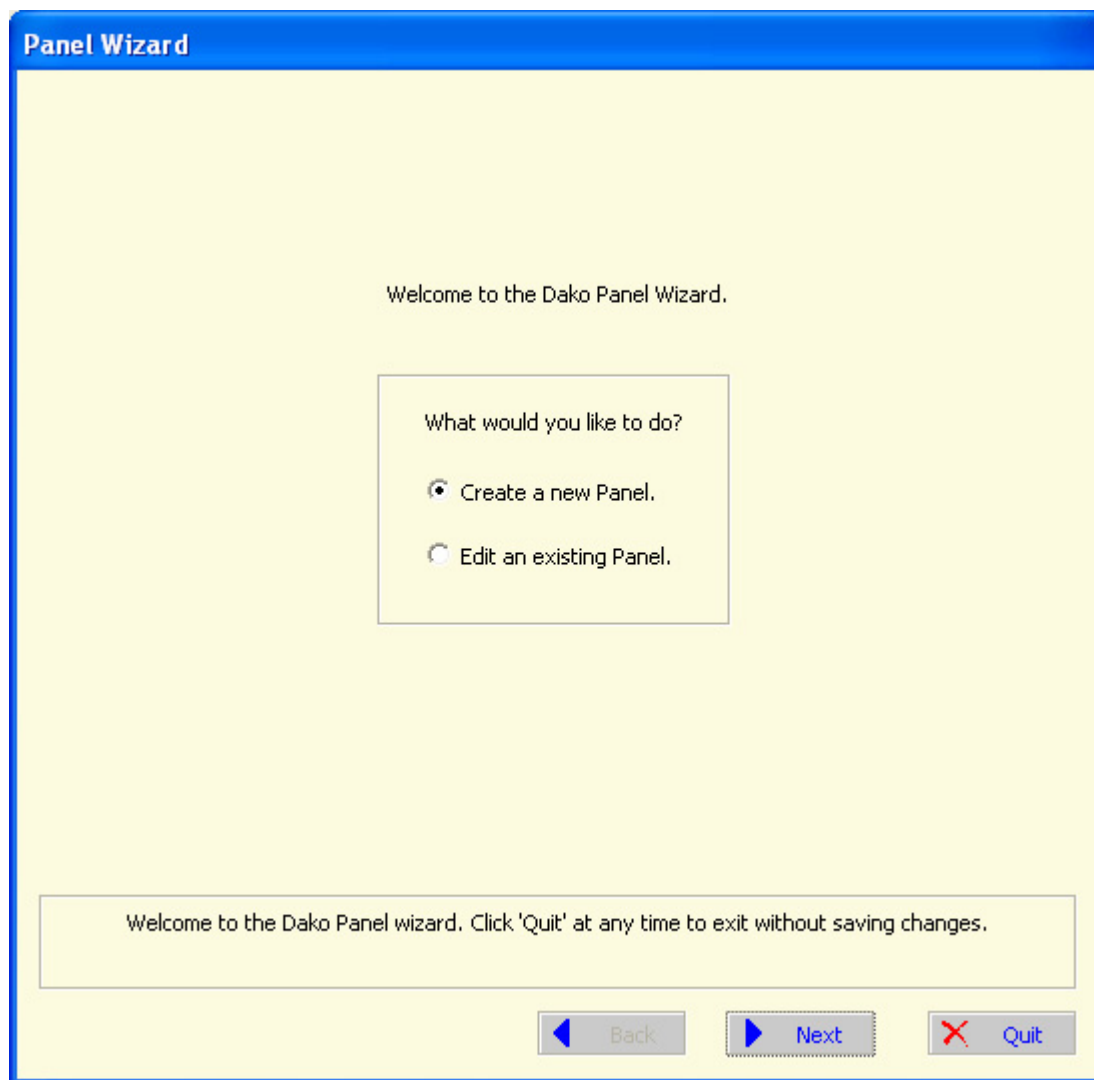 Panel Wizard
Welcome to the Dako Panel Wizard.
What would you like to do?
Create a new Panel.
Edit an existing Panel.
Welcome to the Dako Panel wizard. Click 'Quit' at any time to exit without saving changes.
Back
Next
Quit